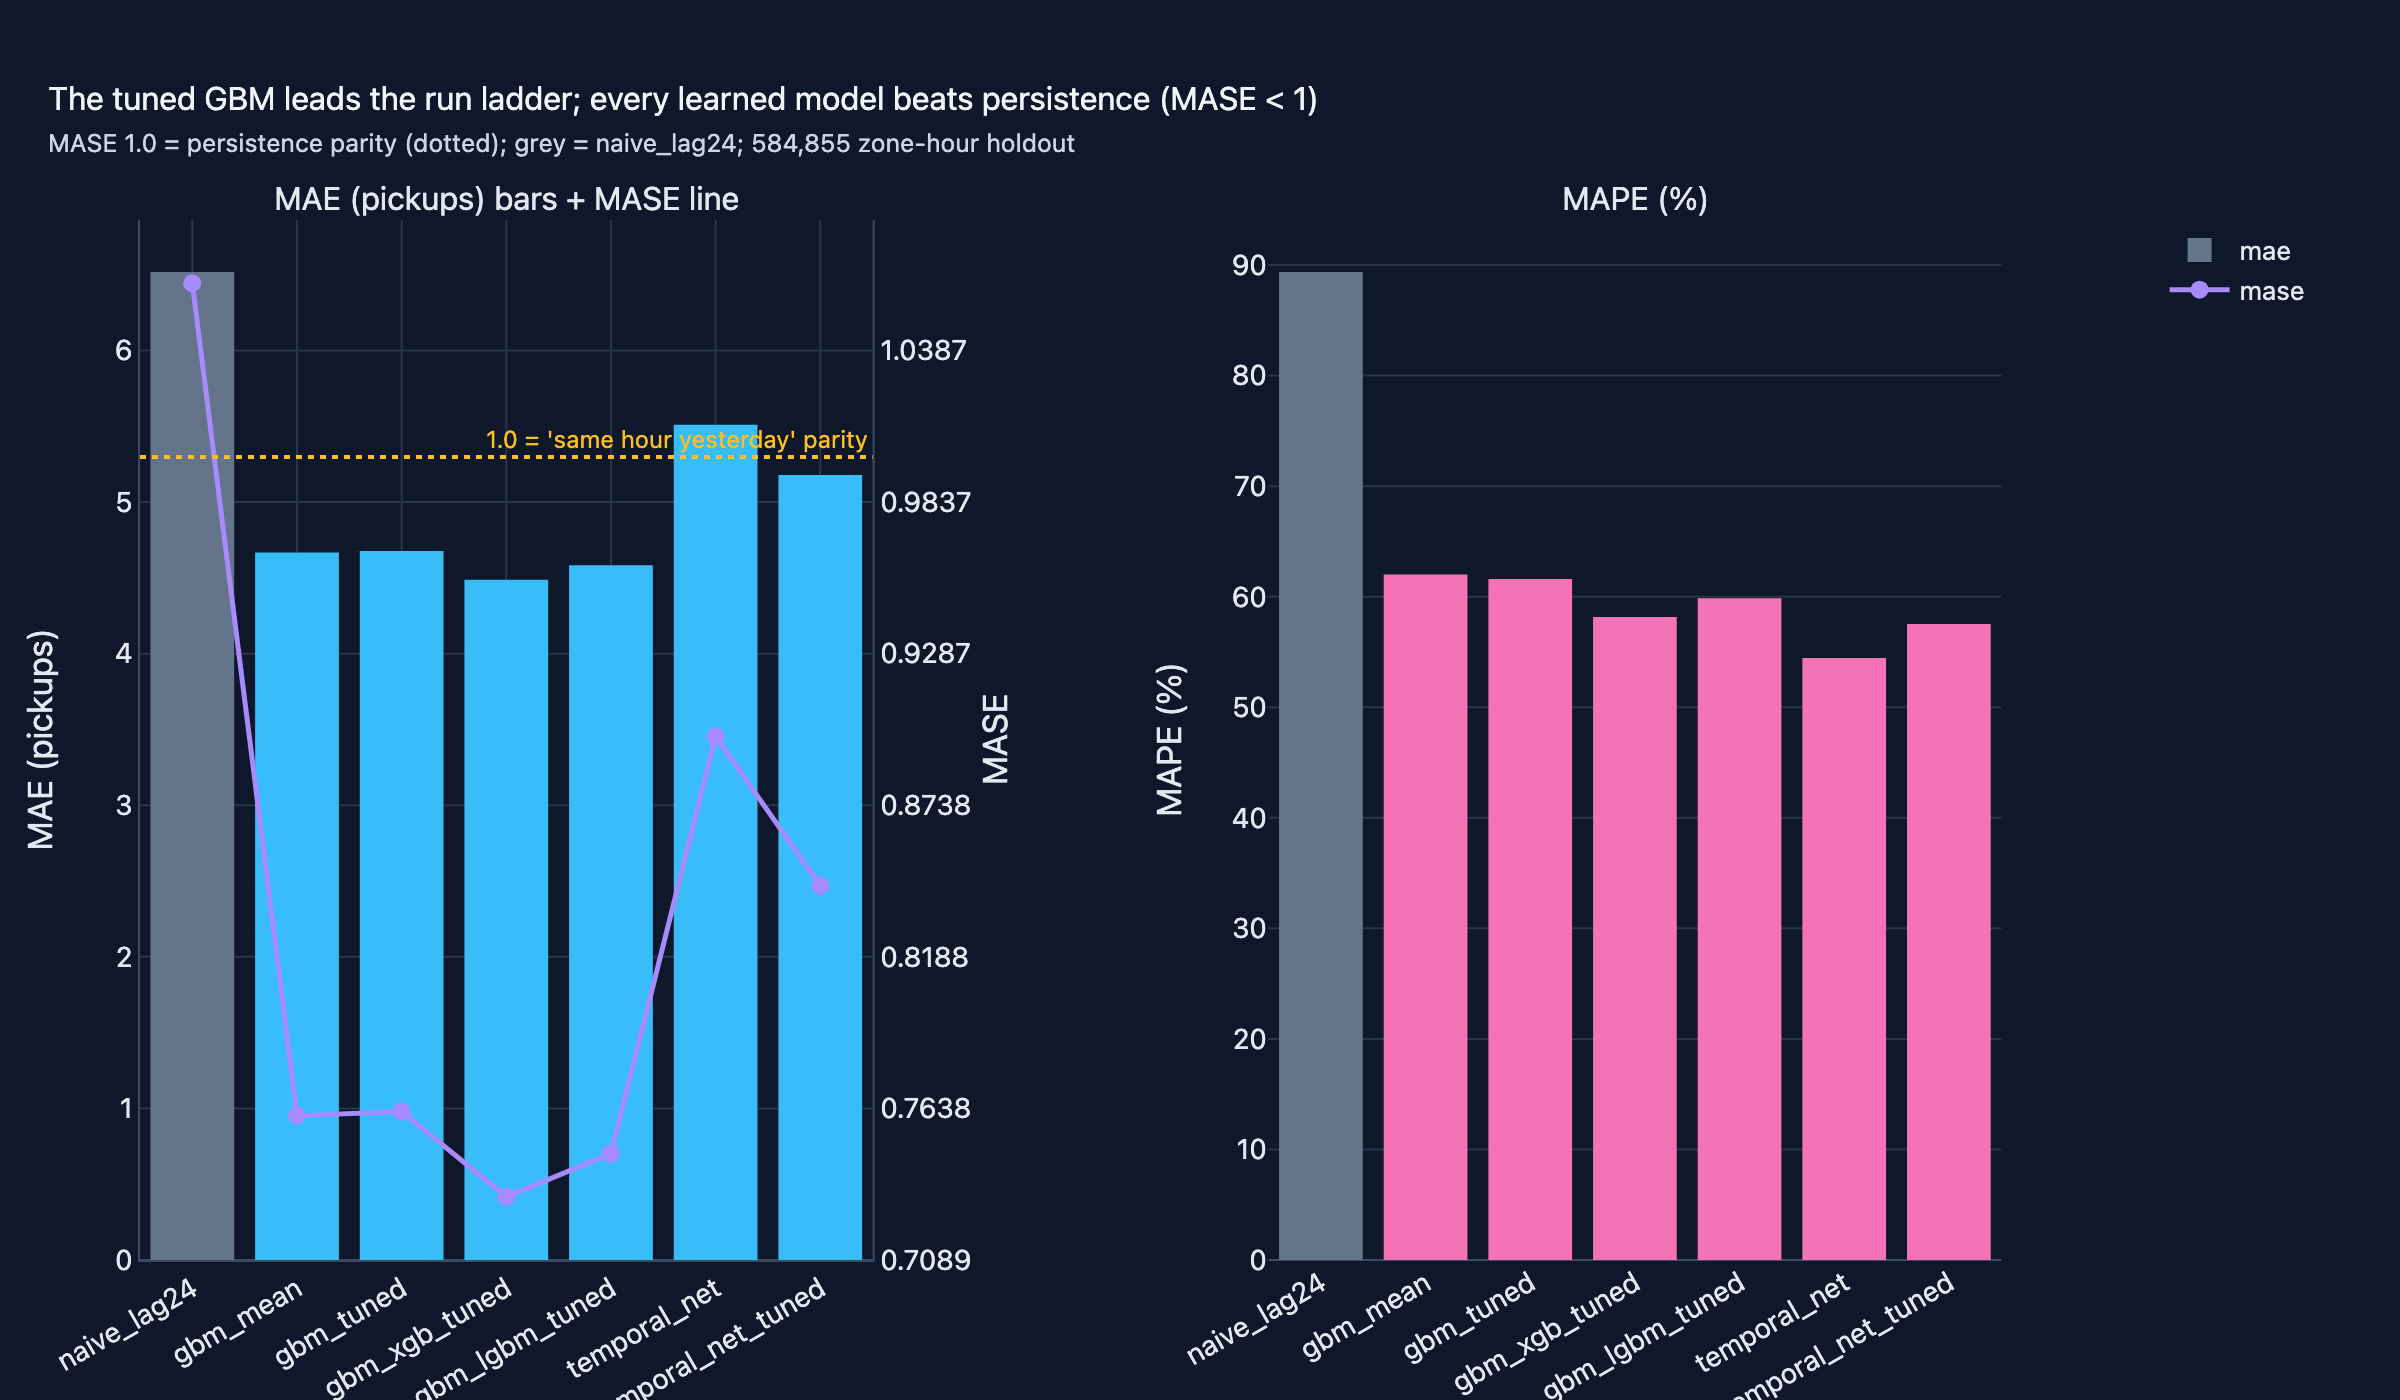 The tuned GBM leads the run ladder; every learned model beats persistence (MASE < 1)
MASE 1.0 = persistence parity (dotted); grey = naive_lag24; 584,855 zone-hour holdout
MAE (pickups) bars + MASE line
MAE (pickups)
6
5
4
3
2
1
0
1.0 = 'same hour yesterday' parity
1.0387
0.9837
0.9287
0.8738
0.8188
0.7638
0.7089
MASE
naive_lag24
gbm_mean
gbm_tuned
gbm_xgb_tuned
gbm_lgbm_tuned
temporal_net
mporal_net_tuned
MAPE (%)
MAPE (%)
90
80
70
60
50
40
30
20
10
0
naive_lag24
gbm_mean
gbm_tuned
gbm_xgb_tuned
gbm_lgbm_tuned
temporal_net
emporal_net_tuned
mae
mase